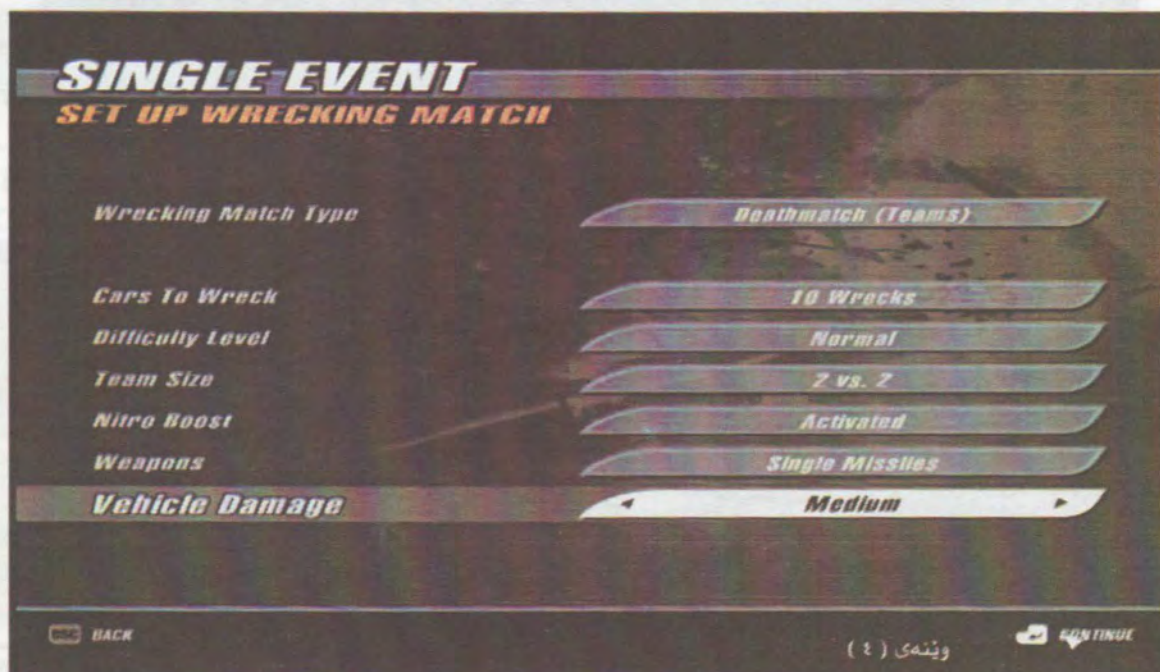 SINGLE EVENT
SET UP WRECKING MATCH
Wrecking Match Type Deathmatch (Teams)
Cars To Wreck 10 Wrecks
Difficulty Level Normal
Team Size 2 vs. 2
Nitro Boost Activated
Weapons Single Missiles
Vehicle Damage ◄ Medium ►
ESC BACK وێنەی ( ٤ ) CONTINUE